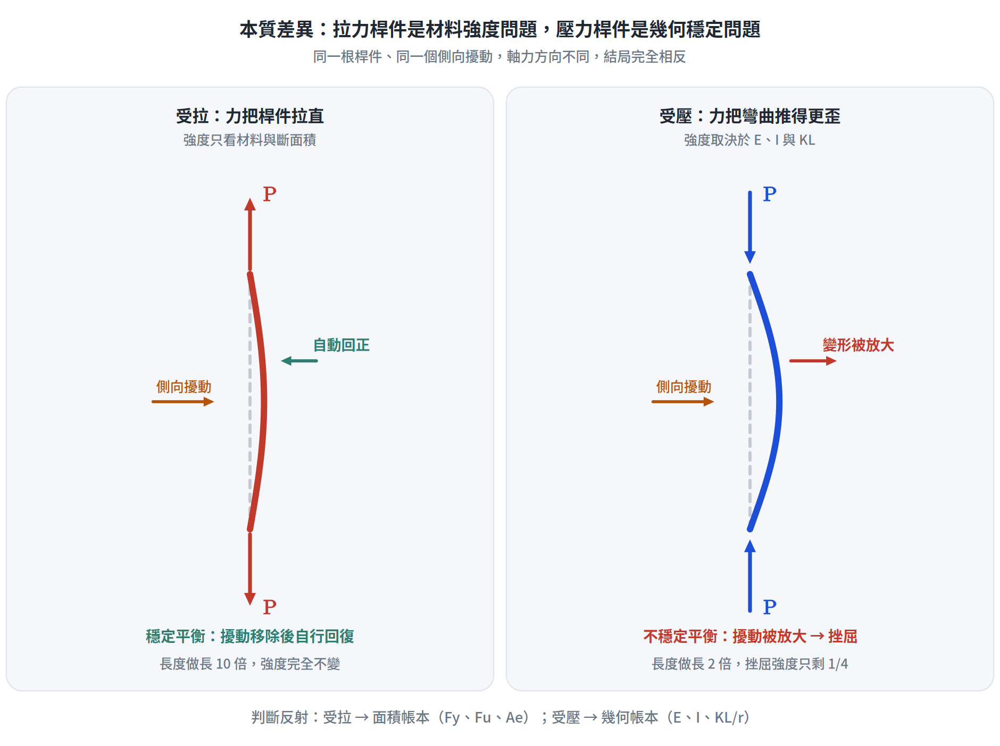 本質差異：拉力桿件是材料強度問題，壓力桿件是幾何穩定問題
同一根桿件、同一個側向擾動，軸力方向不同，結局完全相反
受拉：力把桿件拉直
強度只看材料與斷面積
P
自動回正
側向擾動
P
穩定平衡：擾動移除後自行回復
長度做長 10 倍，強度完全不變
受壓：力把彎曲推得更歪
強度取決於 E、I 與 KL
P
變形被放大
側向擾動
P
不穩定平衡：擾動被放大 → 挫屈
長度做長 2 倍，挫屈強度只剩 1/4
判斷反射：受拉 → 面積帳本（Fy、Fu、Ae）；受壓 → 幾何帳本（E、I、KL/r）